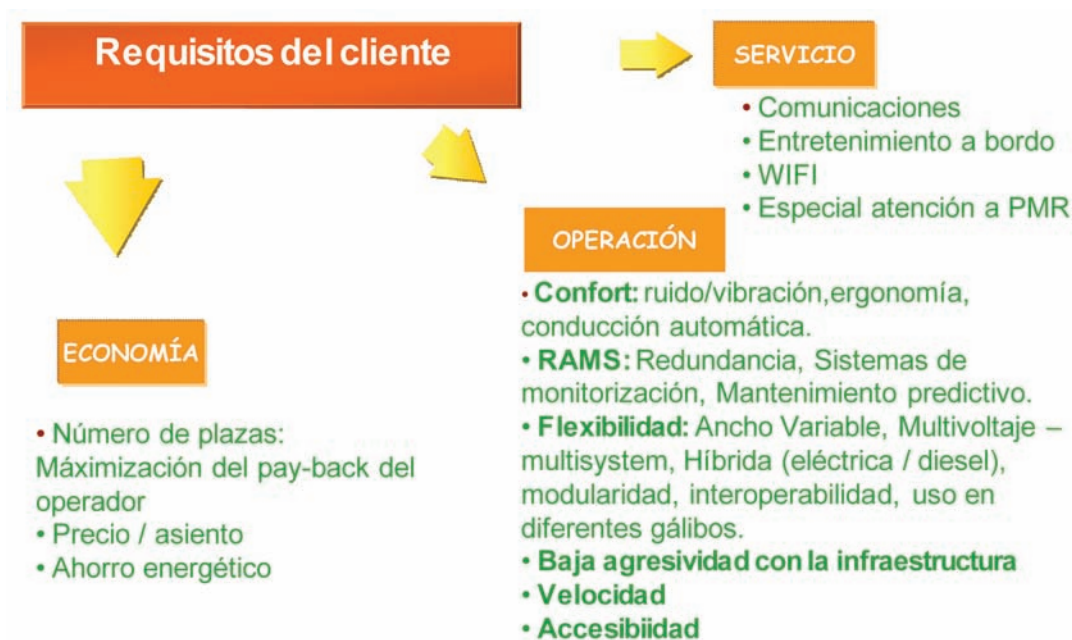 Requisitos del cliente
SERVICIO
• Comunicaciones
• Entretenimiento a bordo
• WIFI
• Especial atención a PMR
OPERACIÓN
• Confort: ruido/vibración,ergonomía,
conducción automática.
• RAMS: Redundancia, Sistemas de
monitorización, Mantenimiento predictivo.
• Flexibilidad: Ancho Variable, Multivoltaje –
multisystem, Híbrida (eléctrica / diesel),
modularidad, interoperabilidad, uso en
diferentes gálibos.
• Baja agresividad con la infraestructura
• Velocidad
• Accesibiidad
ECONOMÍA
• Número de plazas:
Máximización del pay-back del
operador
• Precio / asiento
• Ahorro energético